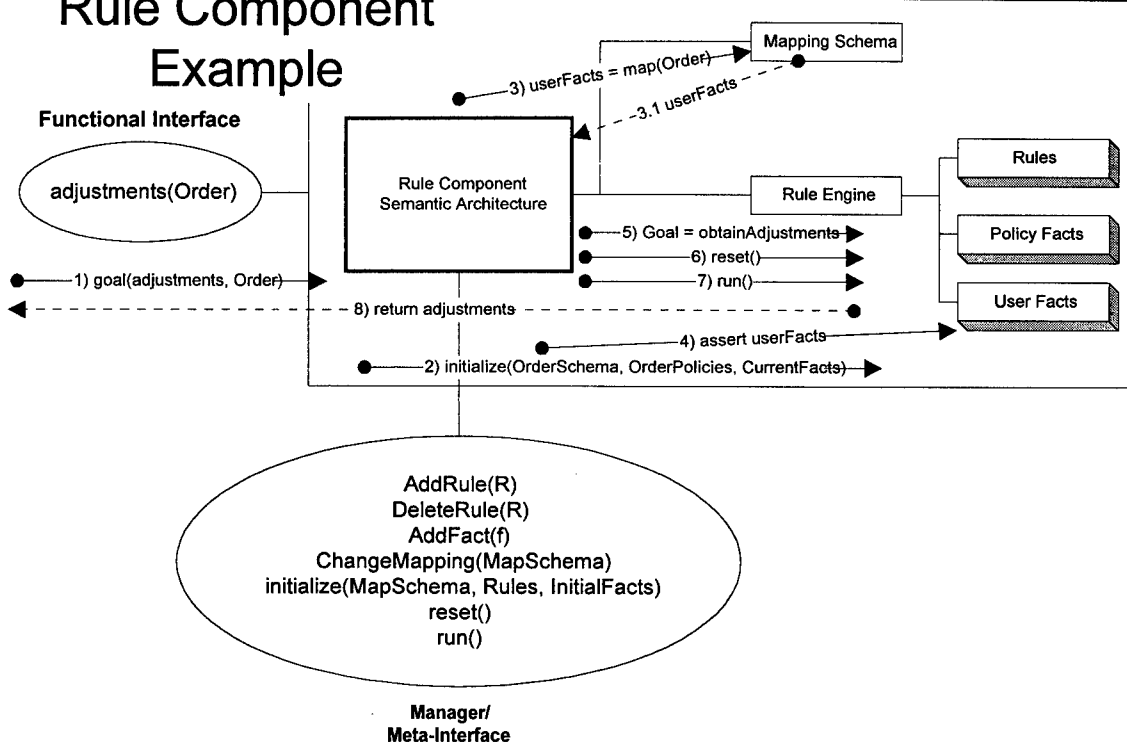 Rule Component
Example
Functional Interface
adjustments(Order)
Mapping Schema
3) userFacts = map(Order)
3.1 userFacts
Rule Component
Semantic Architecture
Rule Engine
Rules
Policy Facts
User Facts
5) Goal = obtainAdjustments
6) reset()
7) run()
1) goal(adjustments, Order)
8) return adjustments
4) assert userFacts
2) initialize(OrderSchema, OrderPolicies, CurrentFacts)
AddRule(R)
DeleteRule(R)
AddFact(f)
ChangeMapping(MapSchema)
initialize(MapSchema, Rules, InitialFacts)
reset()
run()
Manager/
Meta-Interface